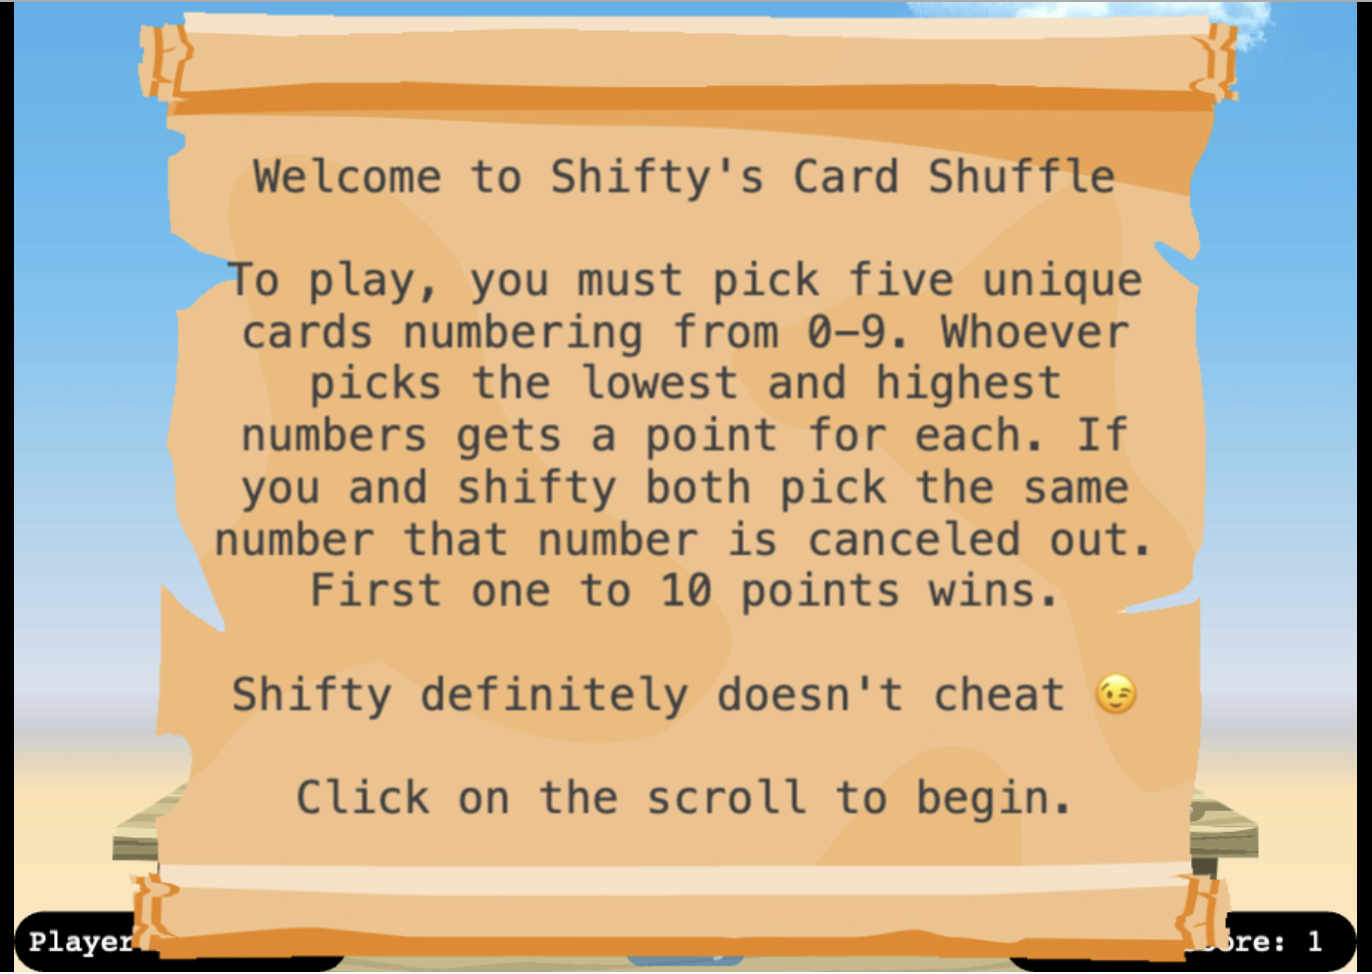 Welcome to Shifty's Card Shuffle
To play, you must pick five unique
cards numbering from 0–9. Whoever
picks the lowest and highest
numbers gets a point for each. If
you and shifty both pick the same
number that number is canceled out.
First one to 10 points wins.
Shifty definitely doesn't cheat 😉
Click on the scroll to begin.
Player
ore: 1